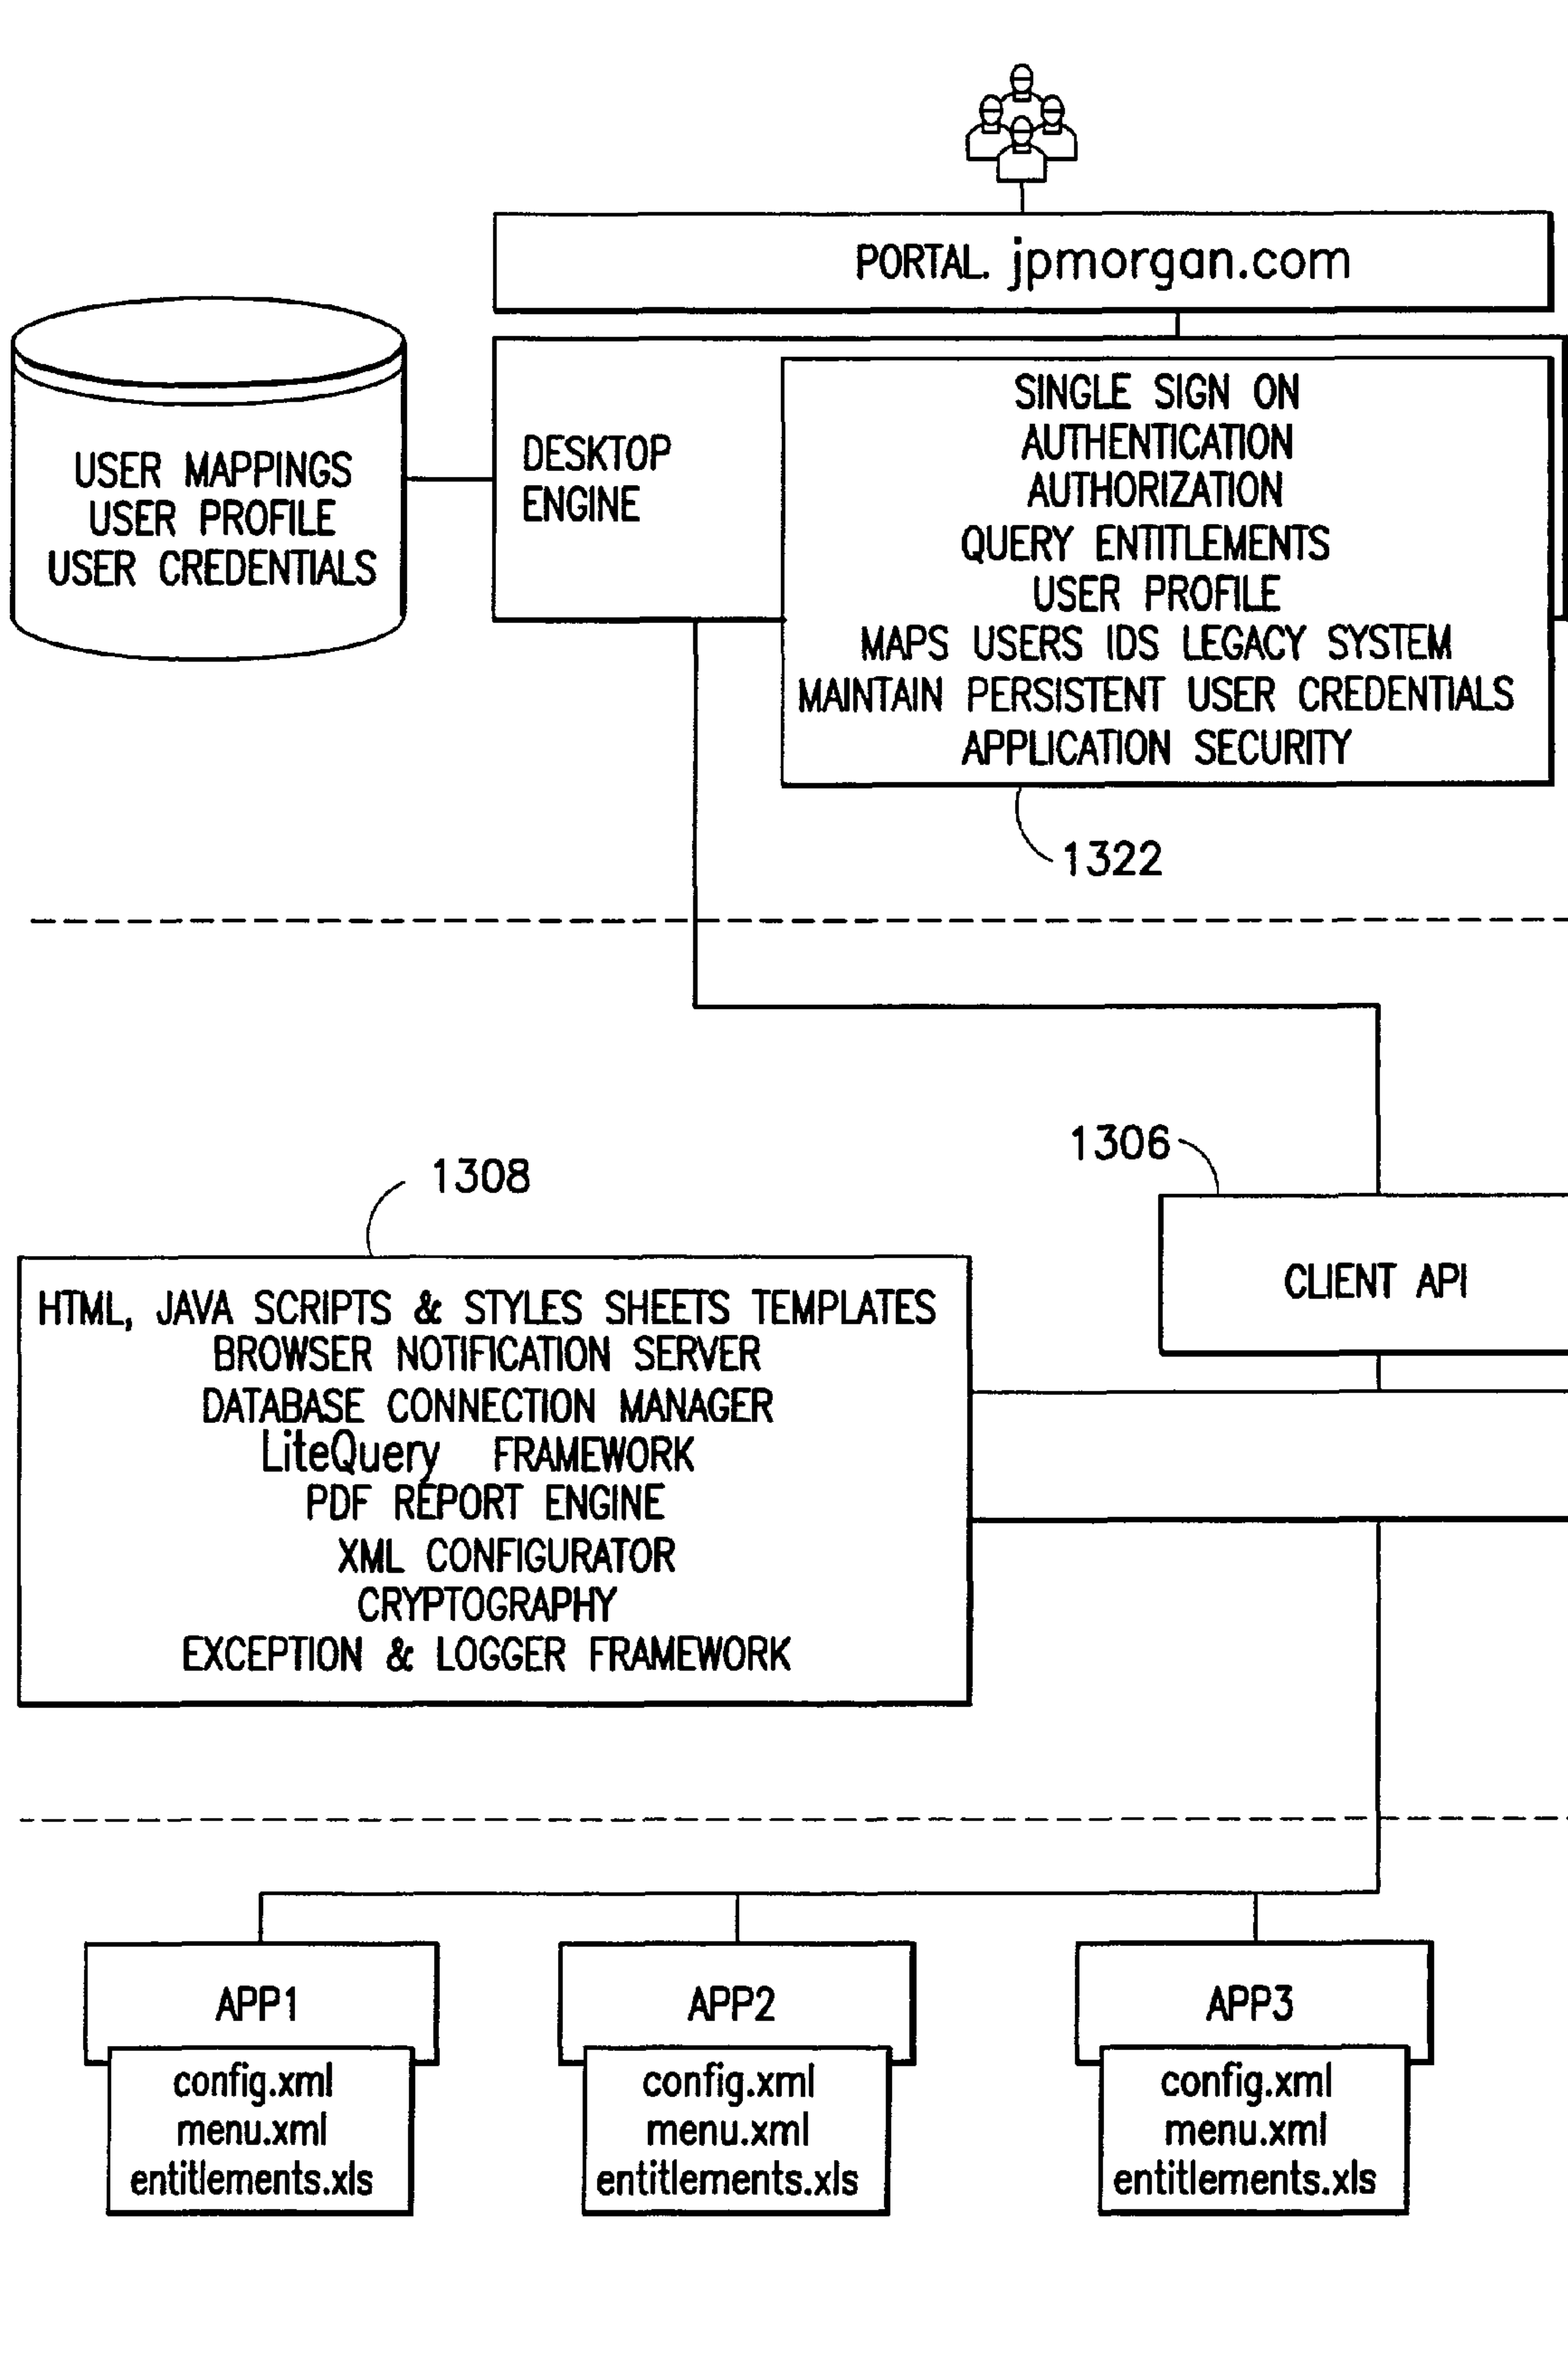 PORTAL. jpmorgan.com
USER MAPPINGS
USER PROFILE
USER CREDENTIALS
DESKTOP
ENGINE
SINGLE SIGN ON
AUTHENTICATION
AUTHORIZATION
QUERY ENTITLEMENTS
USER PROFILE
MAPS USERS IDS LEGACY SYSTEM
MAINTAIN PERSISTENT USER CREDENTIALS
APPLICATION SECURITY
1322
1306
CLIENT API
1308
HTML, JAVA SCRIPTS & STYLES SHEETS TEMPLATES
BROWSER NOTIFICATION SERVER
DATABASE CONNECTION MANAGER
LiteQuery FRAMEWORK
PDF REPORT ENGINE
XML CONFIGURATOR
CRYPTOGRAPHY
EXCEPTION & LOGGER FRAMEWORK
APP1
config.xml
menu.xml
entitlements.xls
APP2
config.xml
menu.xml
entitlements.xls
APP3
config.xml
menu.xml
entitlements.xls